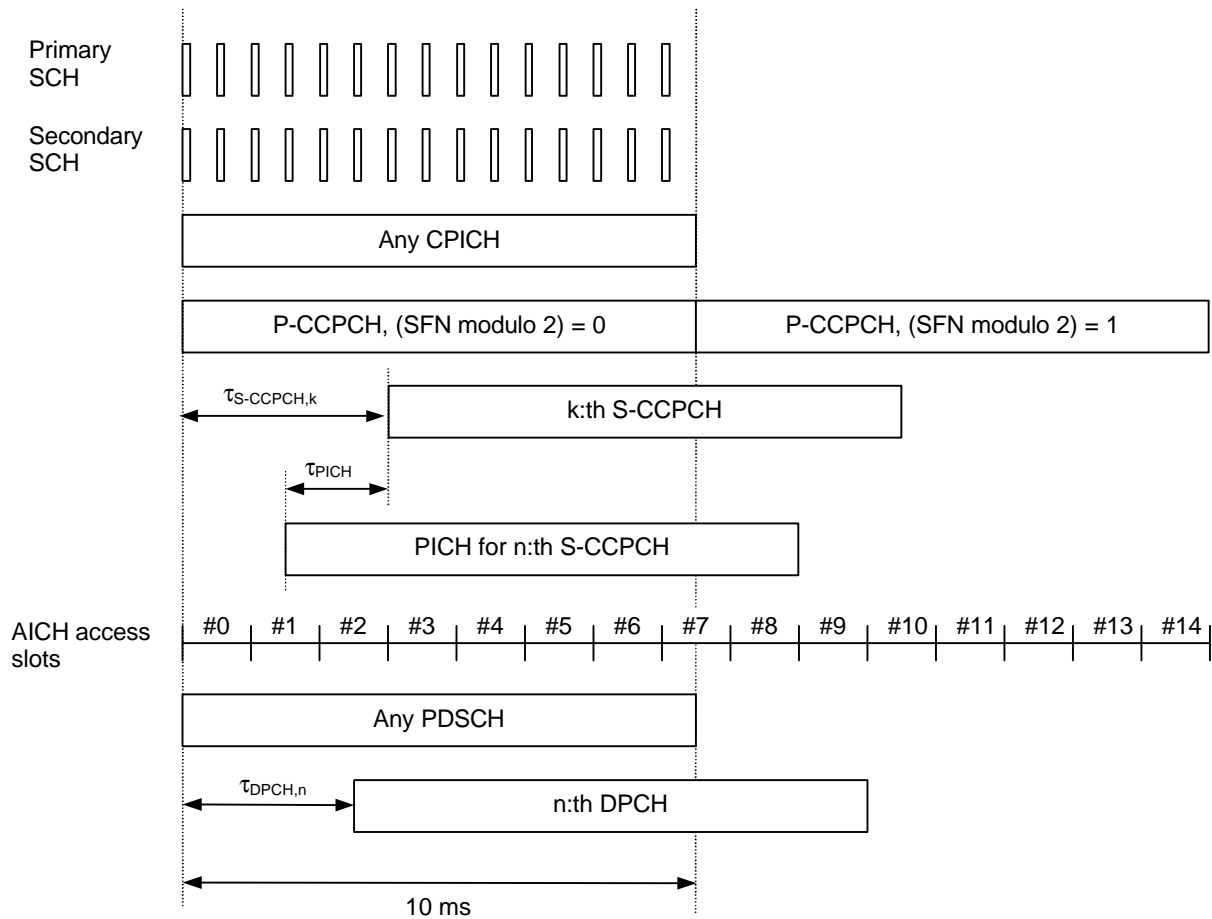 Primary
SCH
Secondary
SCH
Any CPICH
P-CCPCH, (SFN modulo 2) = 0
P-CCPCH, (SFN modulo 2) = 1
τS-CCPCH,k
k:th S-CCPCH
τPICH
PICH for n:th S-CCPCH
AICH access
slots
#0 #1 #2 #3 #4 #5 #6 #7 #8 #9 #10 #11 #12 #13 #14
Any PDSCH
τDPCH,n
n:th DPCH
10 ms